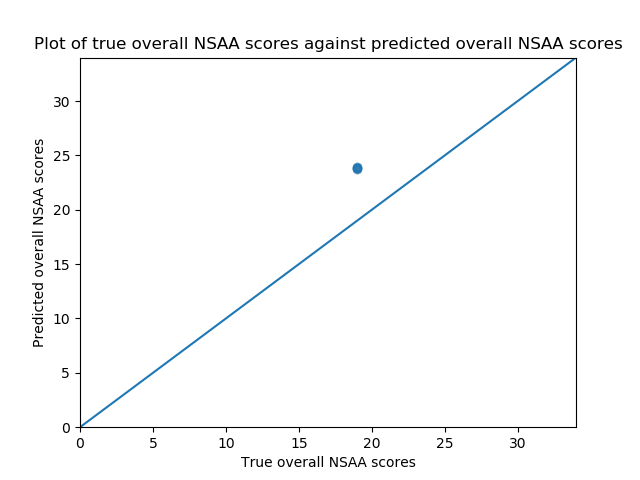 Plot of true overall NSAA scores against predicted overall NSAA scores
Predicted overall NSAA scores
30
25
20
15
10
5
0
0 5 10 15 20 25 30
True overall NSAA scores